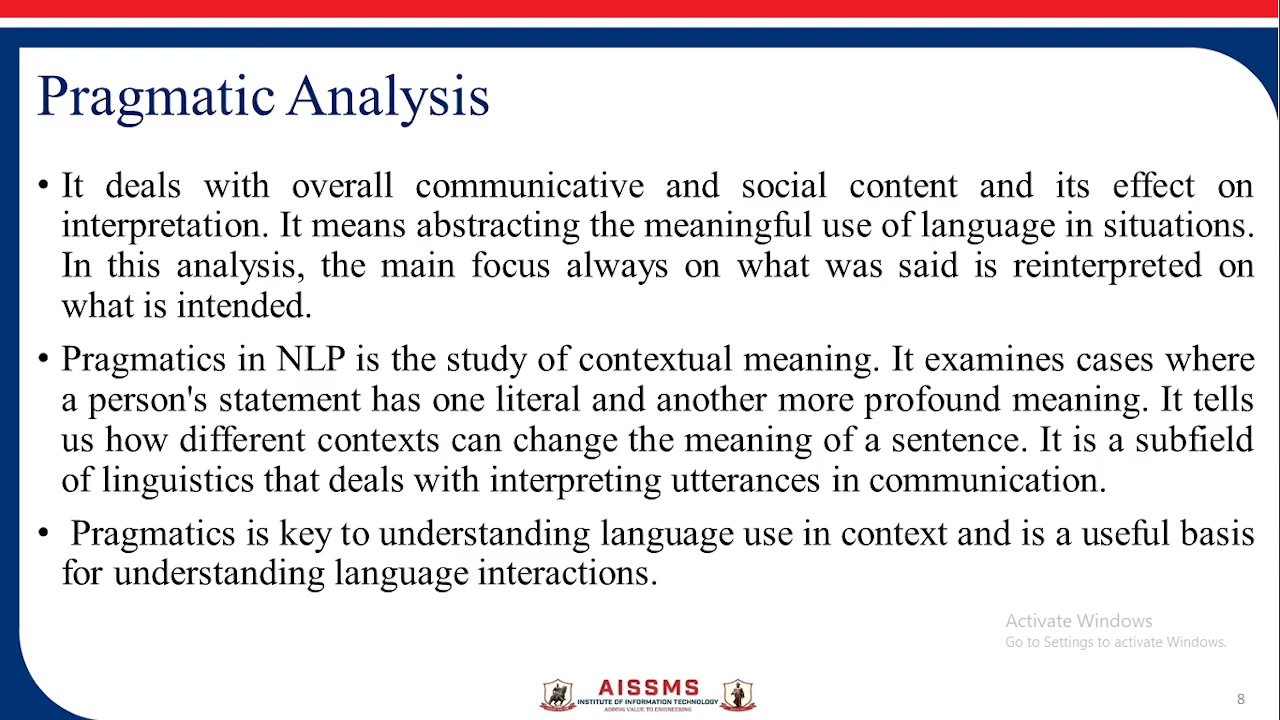 Pragmatic Analysis
• It deals with overall communicative and social content and its effect on
interpretation. It means abstracting the meaningful use of language in situations.
In this analysis, the main focus always on what was said is reinterpreted on
what is intended.
• Pragmatics in NLP is the study of contextual meaning. It examines cases where
a person's statement has one literal and another more profound meaning. It tells
us how different contexts can change the meaning of a sentence. It is a subfield
of linguistics that deals with interpreting utterances in communication.
• Pragmatics is key to understanding language use in context and is a useful basis
for understanding language interactions.
Activate Windows
Go to Settings to activate Windows.
AISSMS
INSTITUTE OF INFORMATION TECHNOLOGY
ADDING VALUE TO ENGINEERING
8